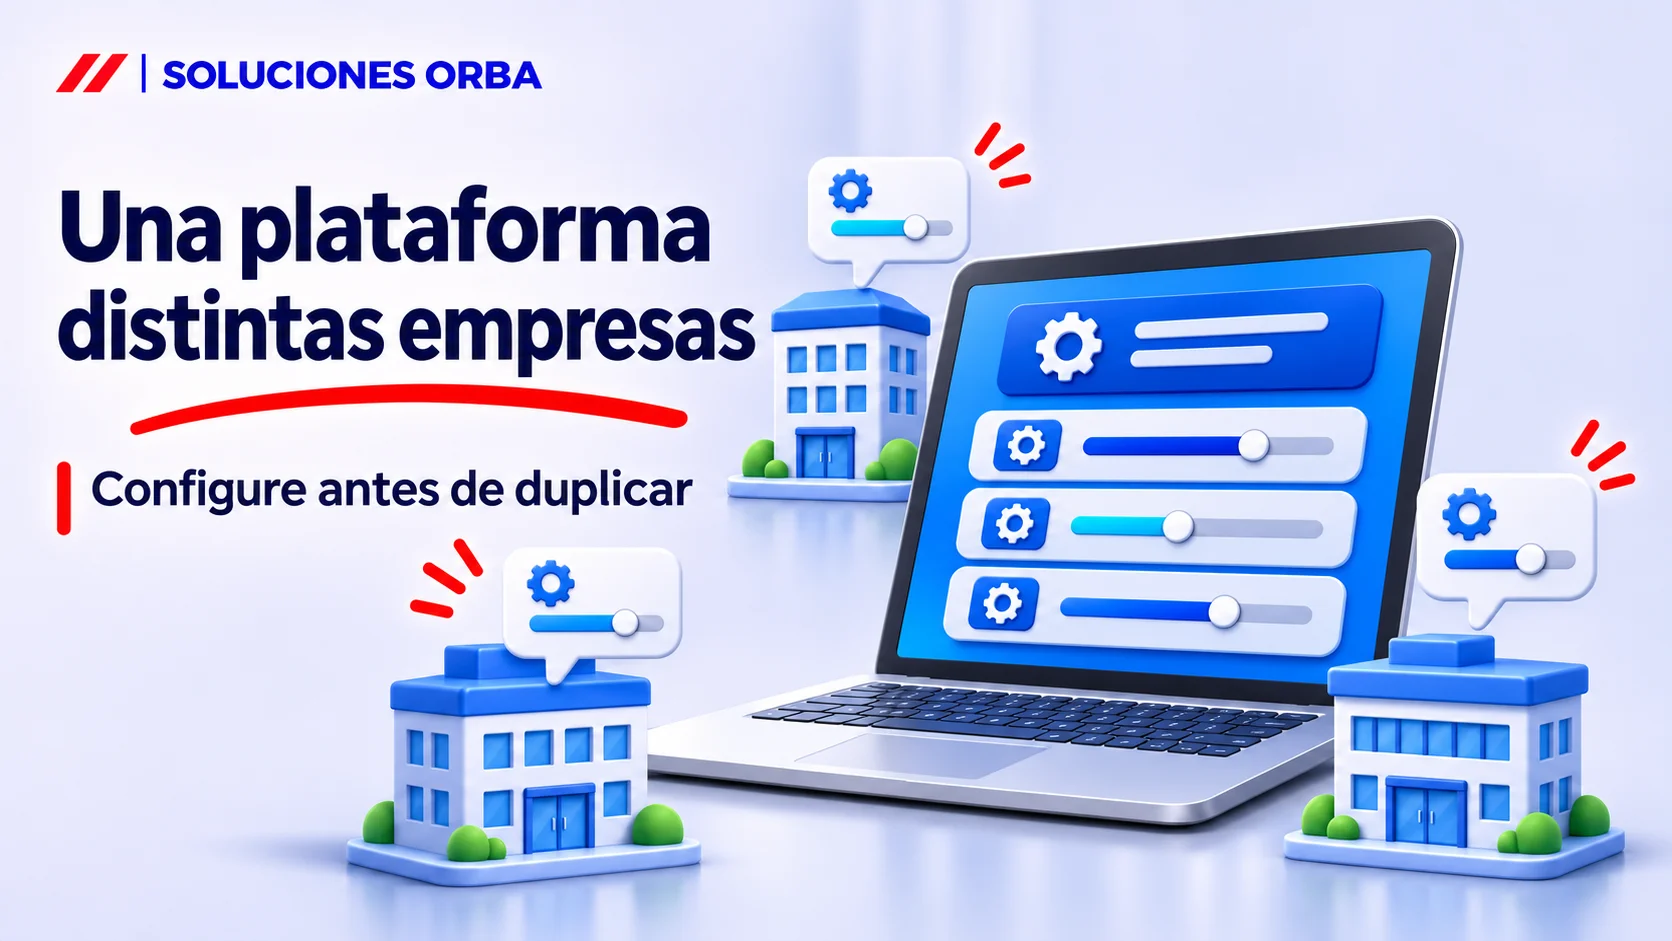 SOLUCIONES ORBA
Una plataforma
distintas empresas
Configure antes de duplicar